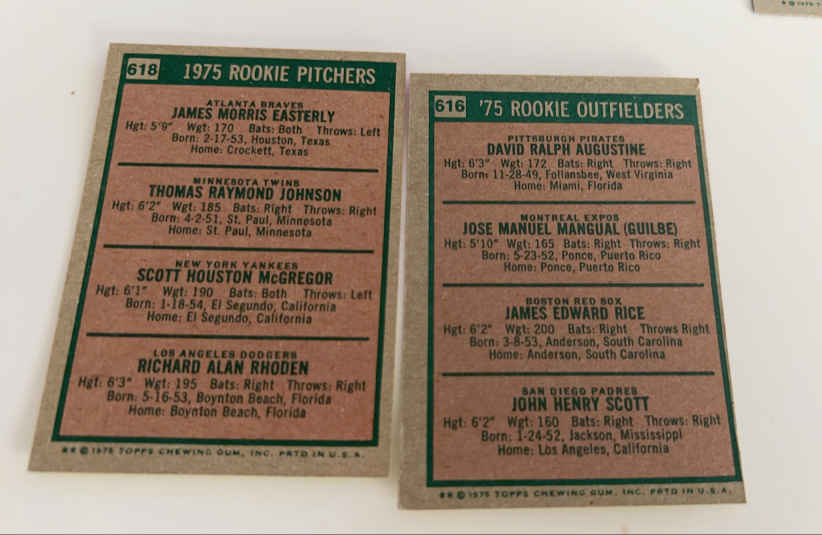 618 1975 ROOKIE PITCHERS
ATLANTA BRAVES
JAMES MORRIS EASTERLY
Hgt: 5'9" Wgt: 170 Bats: Both Throws: Left
Born: 2-17-53, Houston, Texas
Home: Crockett, Texas
MINNESOTA TWINS
THOMAS RAYMOND JOHNSON
Hgt: 6'2" Wgt: 185 Bats: Right Throws: Right
Born: 4-2-51, St. Paul, Minnesota
Home: St. Paul, Minnesota
NEW YORK YANKEES
SCOTT HOUSTON McGREGOR
Hgt: 6'1" Wgt: 190 Bats: Both Throws: Left
Born: 1-18-54, El Segundo, California
Home: El Segundo, California
LOS ANGELES DODGERS
RICHARD ALAN RHODEN
Hgt: 6'3" Wgt: 195 Bats: Right Throws: Right
Born: 5-16-53, Boynton Beach, Florida
Home: Boynton Beach, Florida
© 1975 TOPPS CHEWING GUM, INC. PRTD IN U.S.A.
616 '75 ROOKIE OUTFIELDERS
PITTSBURGH PIRATES
DAVID RALPH AUGUSTINE
Hgt: 6'3" Wgt: 172 Bats: Right Throws: Right
Born: 11-28-49, Follansbee, West Virginia
Home: Miami, Florida
MONTREAL EXPOS
JOSE MANUEL MANGUAL (GUILBE)
Hgt: 5'10" Wgt: 165 Bats: Right Throws: Right
Born: 5-23-52, Ponce, Puerto Rico
Home: Ponce, Puerto Rico
BOSTON RED SOX
JAMES EDWARD RICE
Hgt: 6'2" Wgt: 200 Bats: Right Throws Right
Born: 3-8-53, Anderson, South Carolina
Home: Anderson, South Carolina
SAN DIEGO PADRES
JOHN HENRY SCOTT
Hgt: 6'2" Wgt: 160 Bats: Right Throws: Right
Born: 1-24-52, Jackson, Mississippi
Home: Los Angeles, California
© 1975 TOPPS CHEWING GUM, INC. PRTD IN U.S.A.